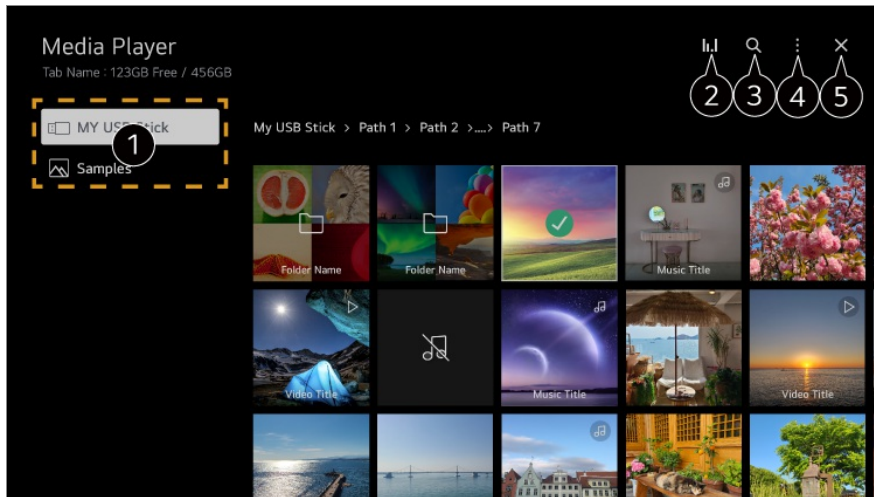 Media Player
Tab Name : 123GB Free / 456GB
2
3
4
5
MY USB Stick
1
Samples
My USB Stick > Path 1 > Path 2 >....> Path 7
Folder Name
Folder Name
Music Title
Video Title
Music Title
Video Title